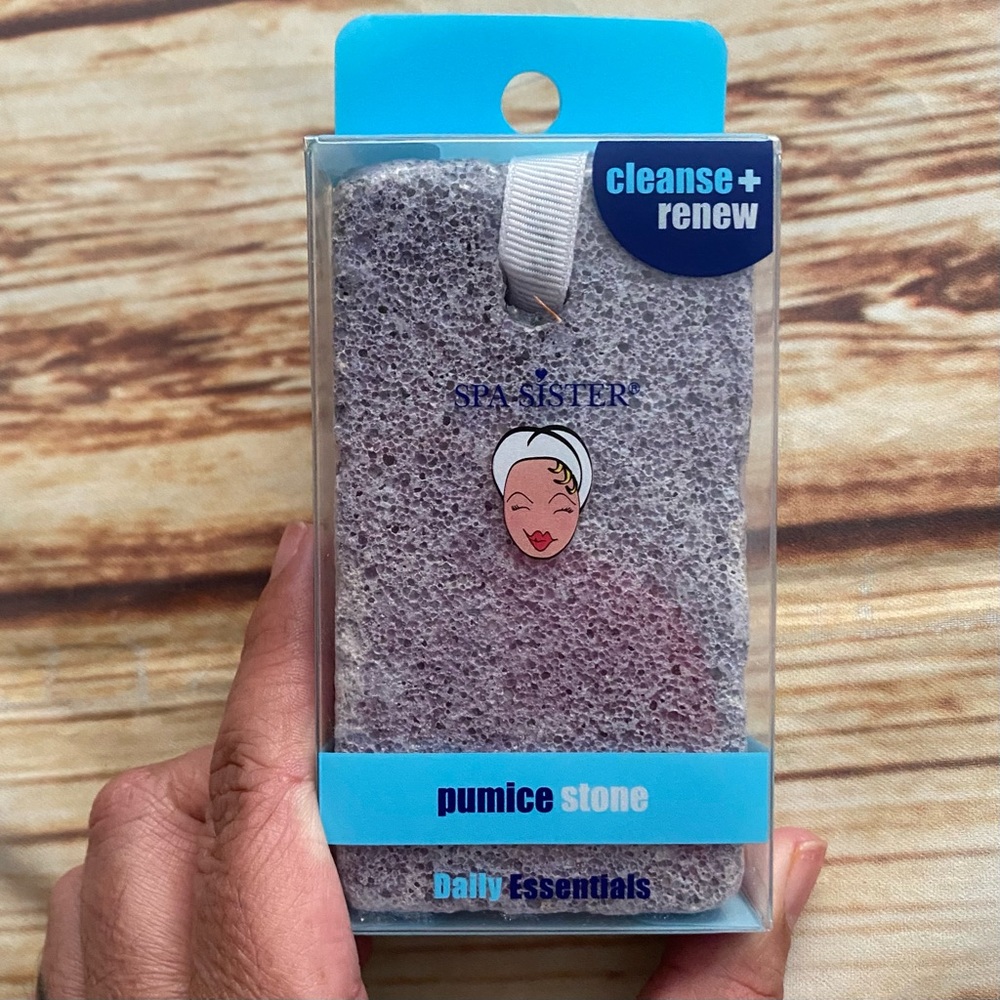 cleanse+
renew
SPA SISTER®
pumice stone
Daily Essentials